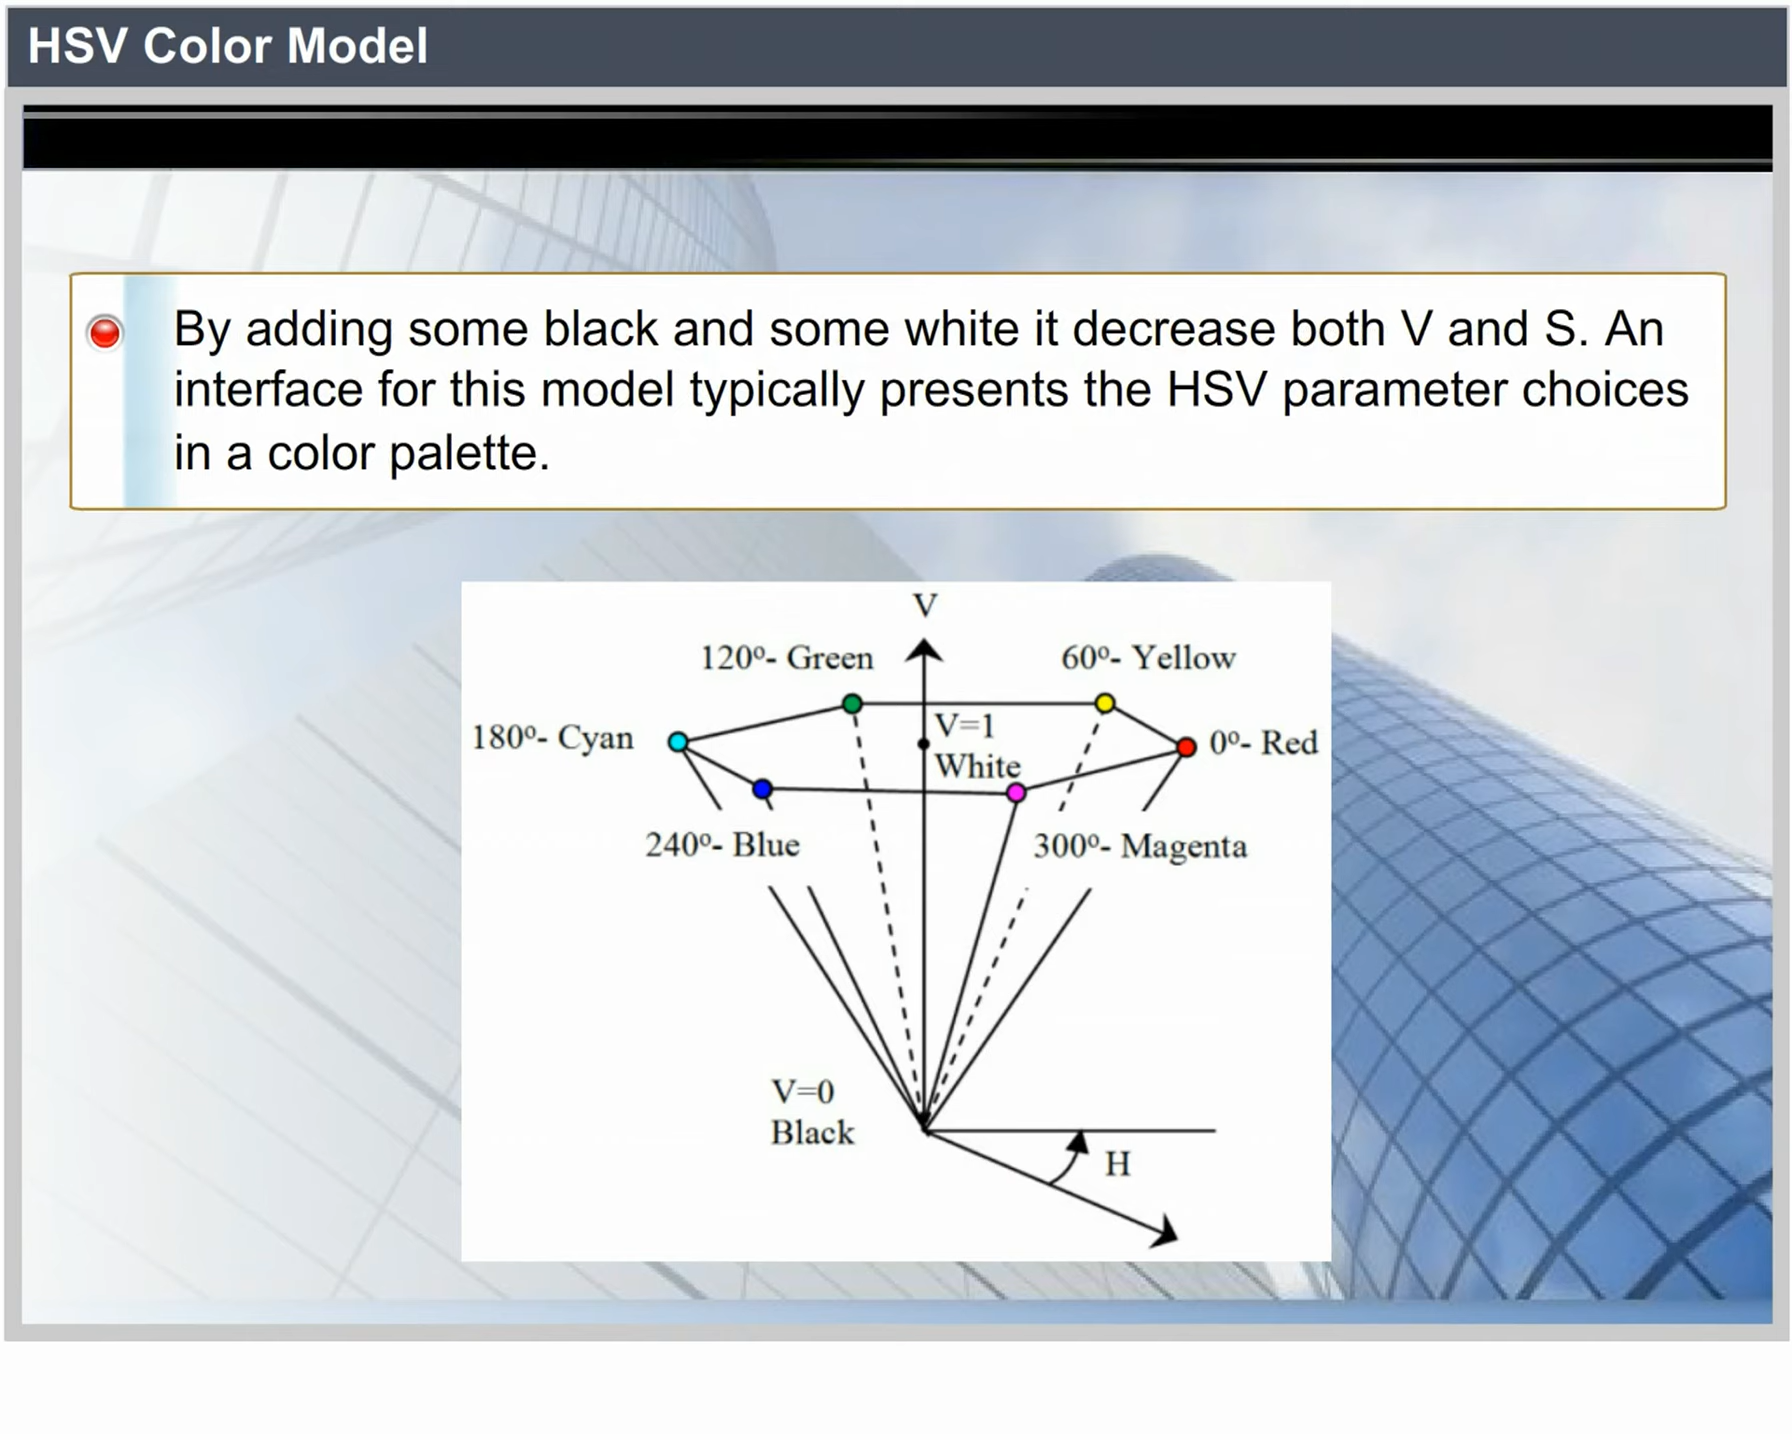 HSV Color Model
By adding some black and some white it decrease both V and S. An
interface for this model typically presents the HSV parameter choices
in a color palette.
V
120º- Green
60º- Yellow
V=1
180º- Cyan
0º- Red
White
240º- Blue
300º- Magenta
V=0
Black
H